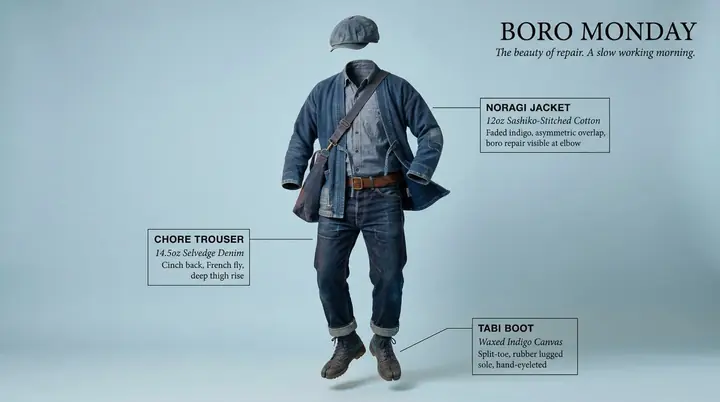 BORO MONDAY
The beauty of repair. A slow working morning.
NORAGI JACKET
12oz Sashiko-Stitched Cotton
Faded indigo, asymmetric overlap,
boro repair visible at elbow
CHORE TROUSER
14.5oz Selvedge Denim
Cinch back, French fly,
deep thigh rise
TABI BOOT
Waxed Indigo Canvas
Split-toe, rubber lugged
sole, hand-eyeleted